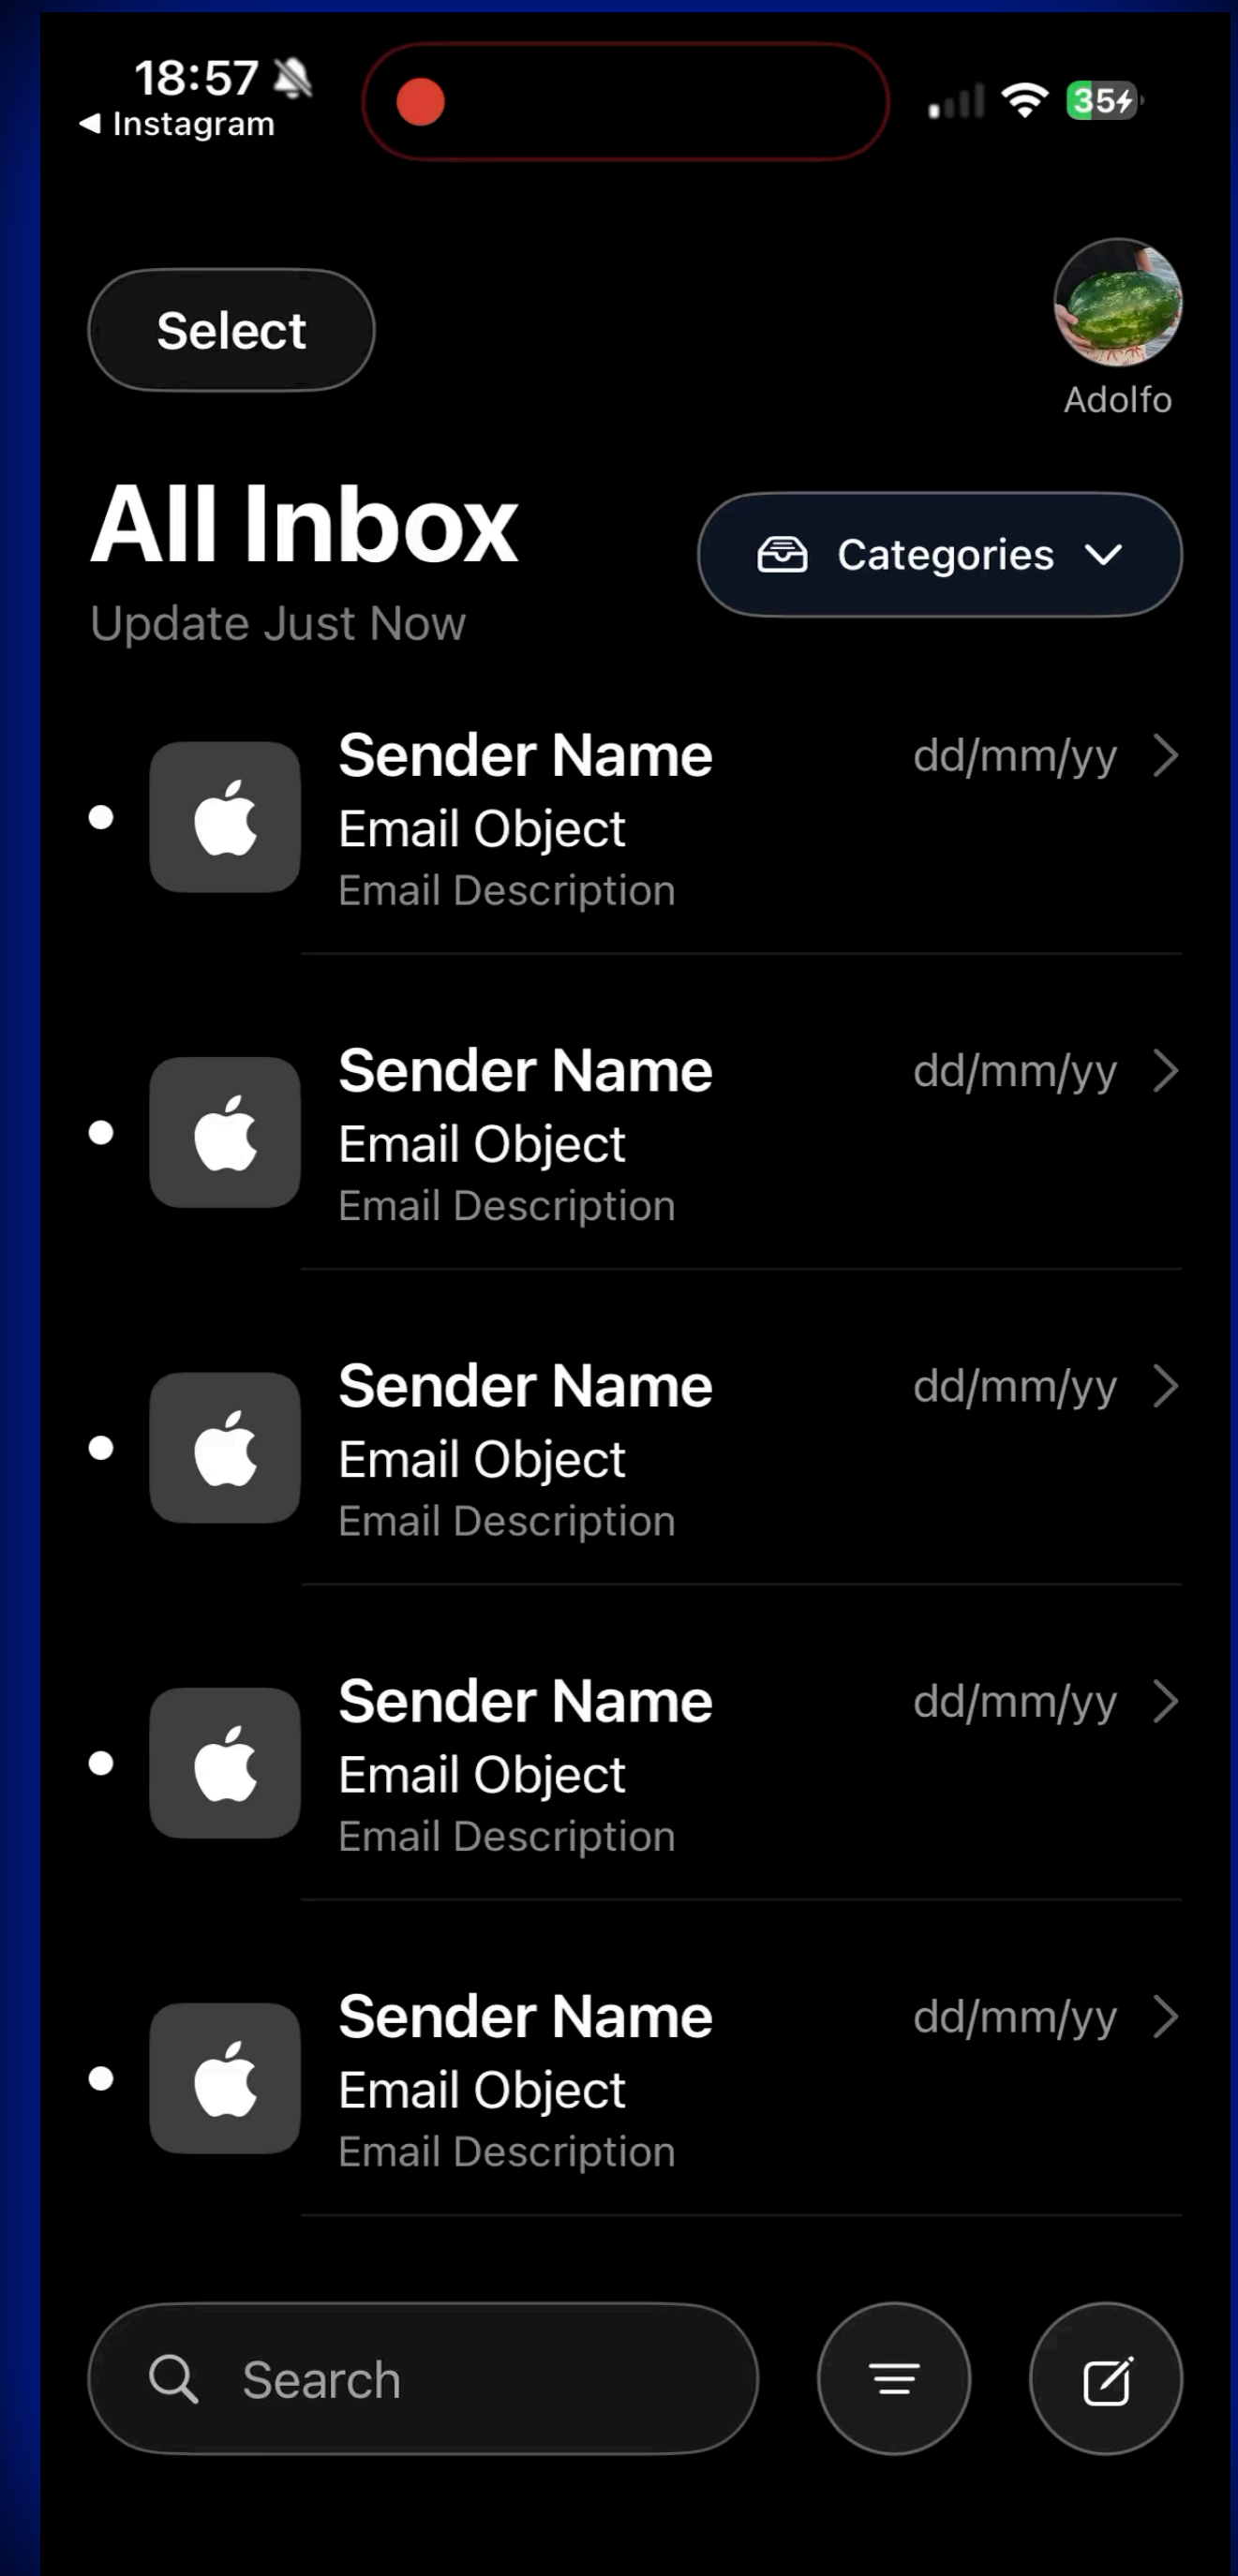 18:57
◀ Instagram
35
Select
Adolfo
All Inbox
Categories
Update Just Now
Sender Name
dd/mm/yy
Email Object
Email Description
Sender Name
dd/mm/yy
Email Object
Email Description
Sender Name
dd/mm/yy
Email Object
Email Description
Sender Name
dd/mm/yy
Email Object
Email Description
Sender Name
dd/mm/yy
Email Object
Email Description
Search